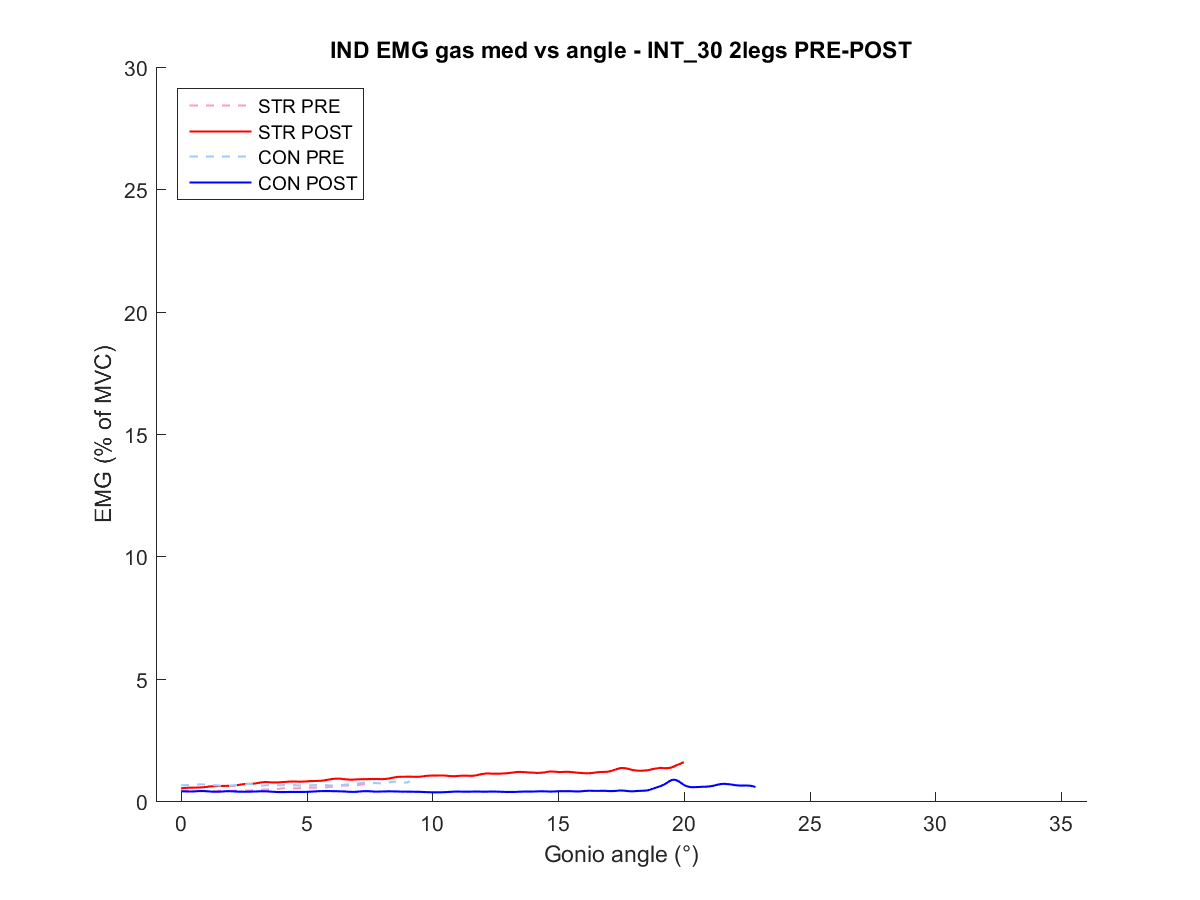 IND EMG gas med vs angle - INT_30 2legs PRE-POST
30
25
20
15
10
5
0
EMG (% of MVC)
STR PRE
STR POST
CON PRE
CON POST
0 5 10 15 20 25 30 35
Gonio angle (°)